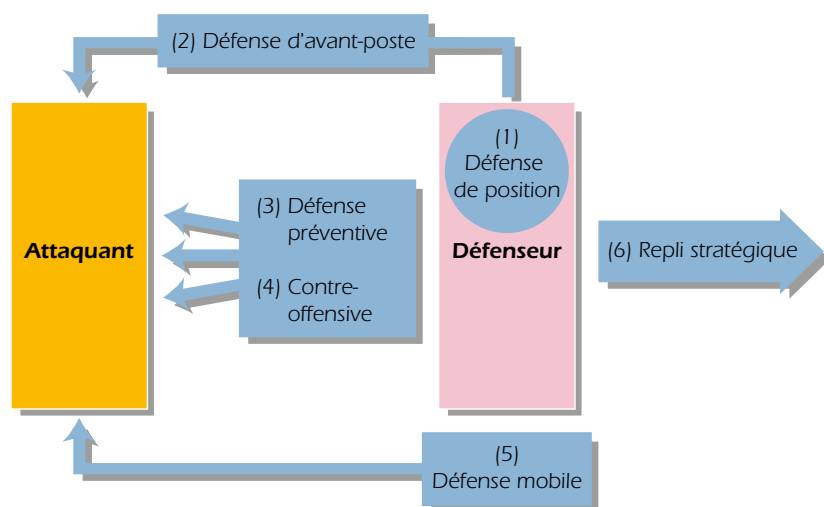 (2) Défense d'avant-poste
(1)
Défense
de position
(3) Défense
préventive
Attaquant
Défenseur
(6) Repli stratégique
(4) Contre-
offensive
(5)
Défense mobile